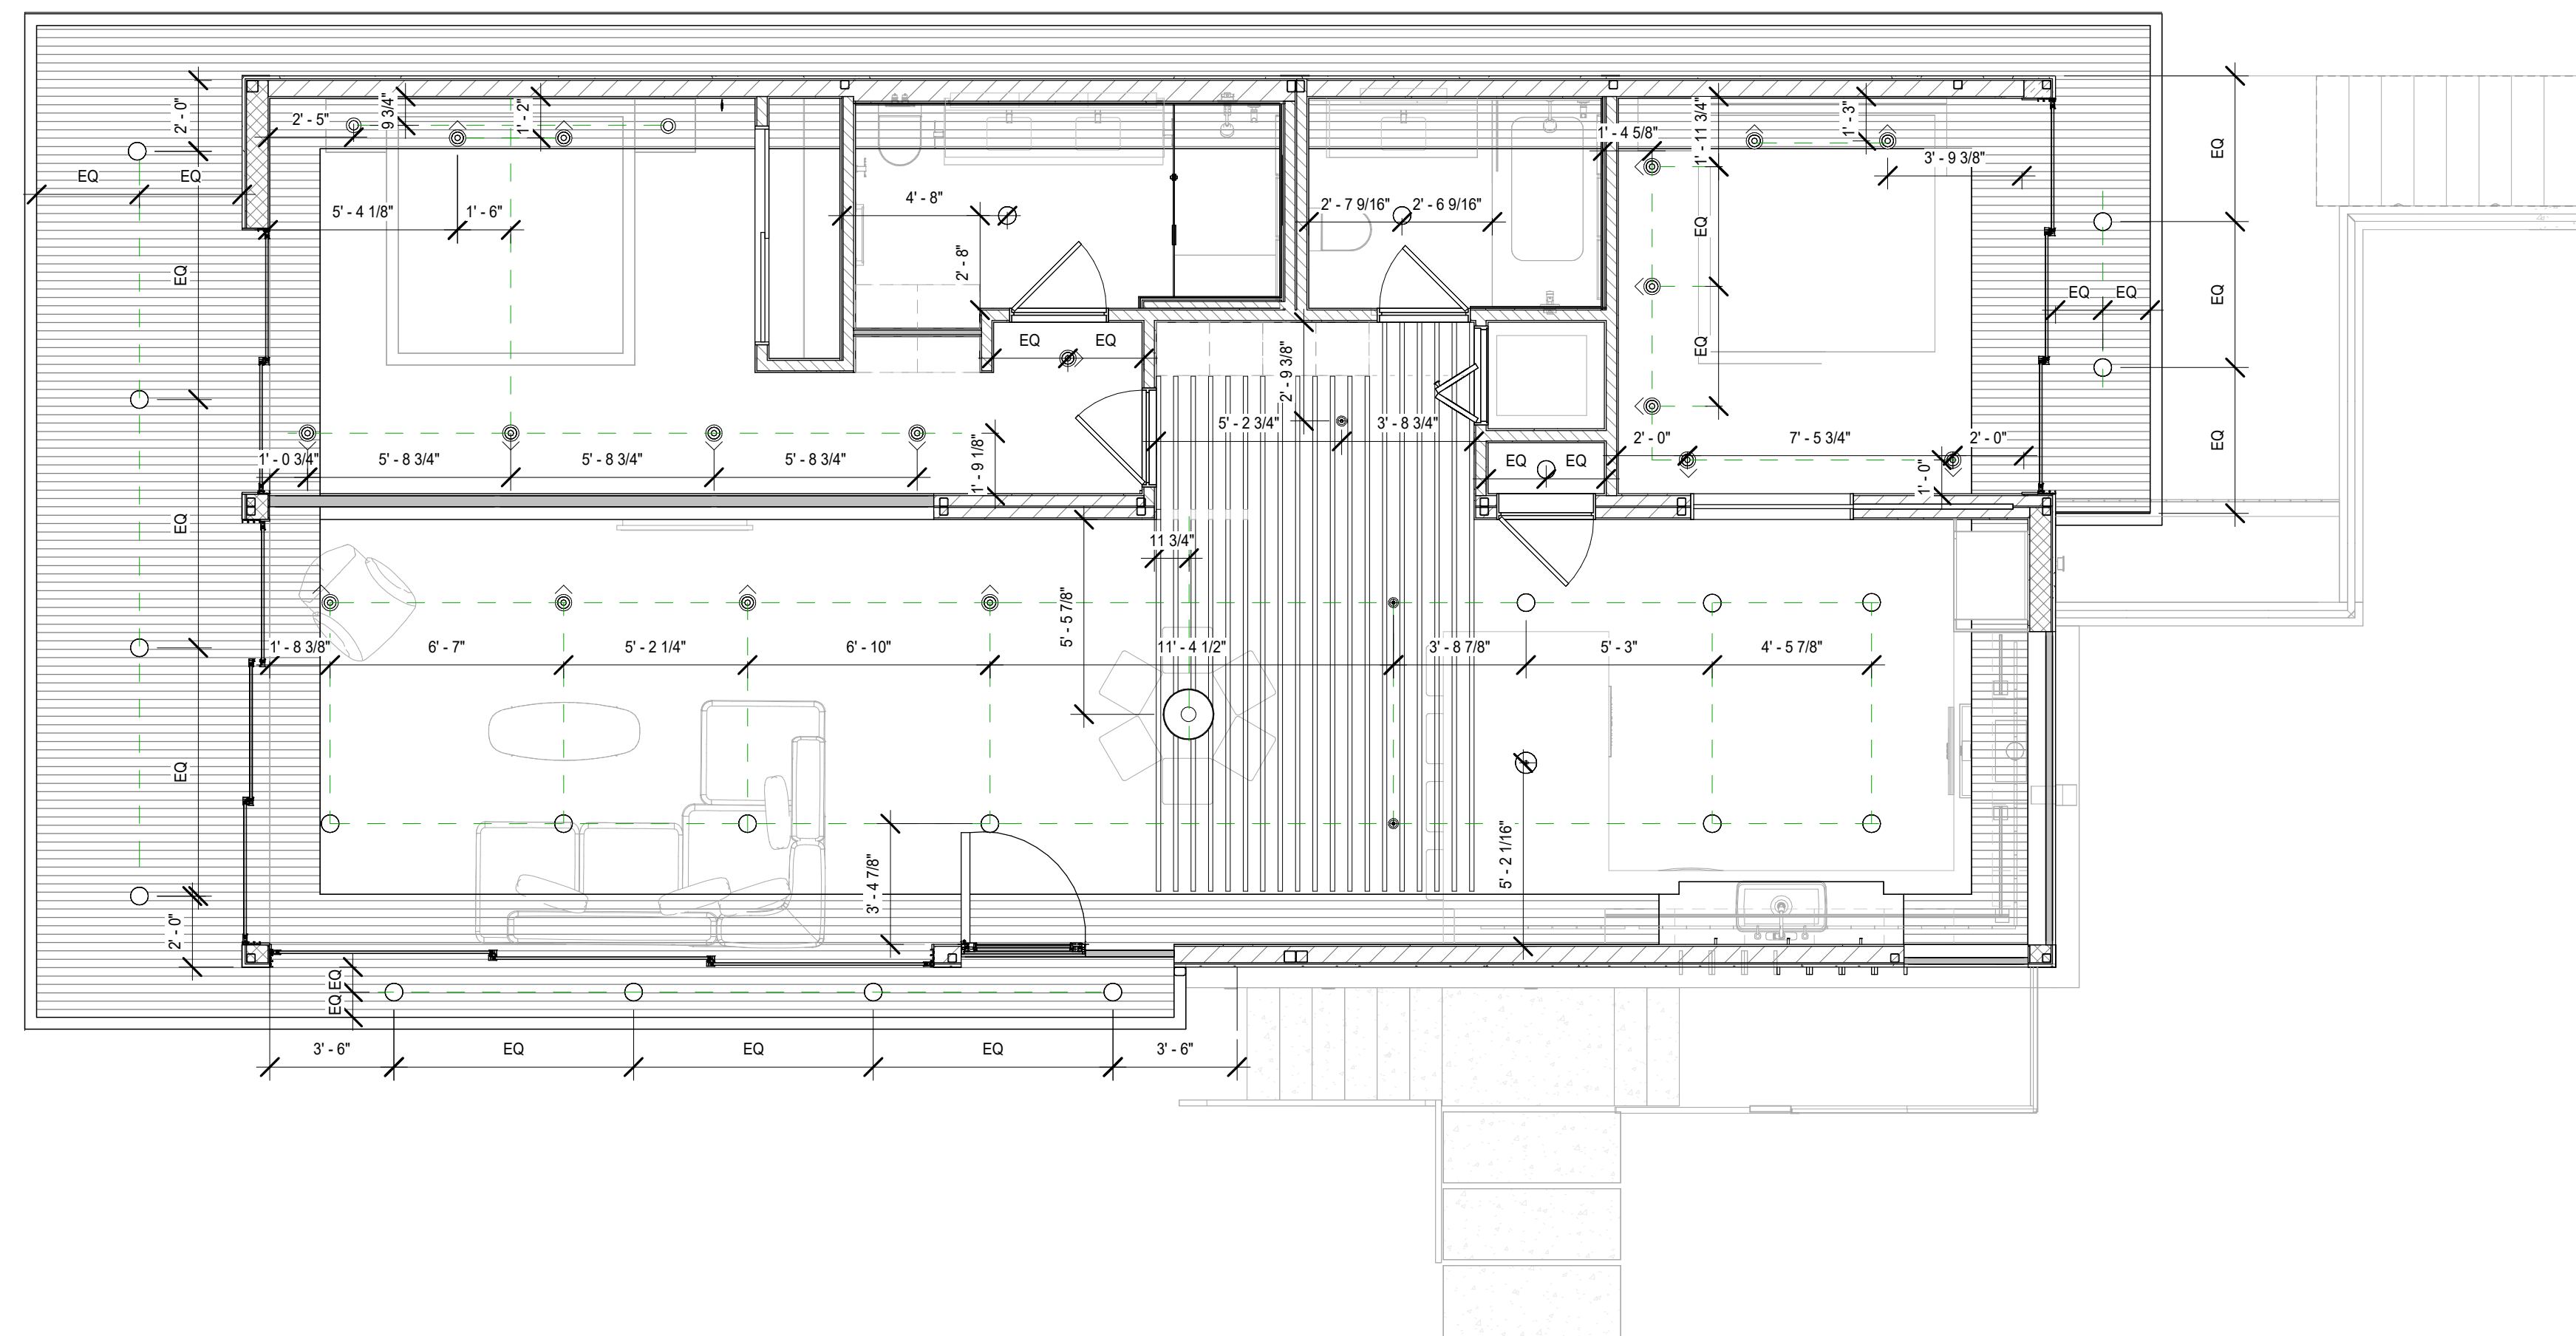 2' - 0"
2' - 5"
9 3/4"
1' - 2"
1' - 4 5/8"
1' - 11 3/4"
1' - 3"
3' - 9 3/8"
EQ
EQ
EQ
5' - 4 1/8"
1' - 6"
4' - 8"
2' - 7 9/16"
2' - 6 9/16"
EQ
EQ
2' - 8"
EQ
EQ
EQ
EQ
EQ
EQ
EQ
2' - 9 3/8"
5' - 2 3/4"
3' - 8 3/4"
EQ
1' - 0 3/4"
5' - 8 3/4"
5' - 8 3/4"
5' - 8 3/4"
1' - 9 1/8"
EQ
EQ
2' - 0"
7' - 5 3/4"
2' - 0"
1' - 0"
EQ
EQ
11 3/4"
5' - 5 7/8"
1' - 8 3/8"
6' - 7"
5' - 2 1/4"
6' - 10"
11' - 4 1/2"
3' - 8 7/8"
5' - 3"
4' - 5 7/8"
EQ
3' - 4 7/8"
5' - 2 1/16"
2' - 0"
EQ
EQ
3' - 6"
EQ
EQ
EQ
3' - 6"